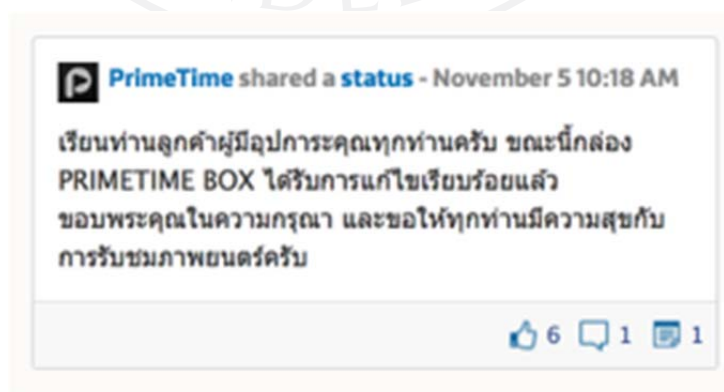 PrimeTime shared a status - November 5 10:18 AM
เรียนท่านลูกค้าผู้มีอุปการะคุณทุกท่านครับ ขณะนี้กล่อง
PRIMETIME BOX ได้รับการแก้ไขเรียบร้อยแล้ว
ขอบพระคุณในความกรุณา และขอให้ทุกท่านมีความสุขกับ
การรับชมภาพยนตร์ครับ
6 1 1